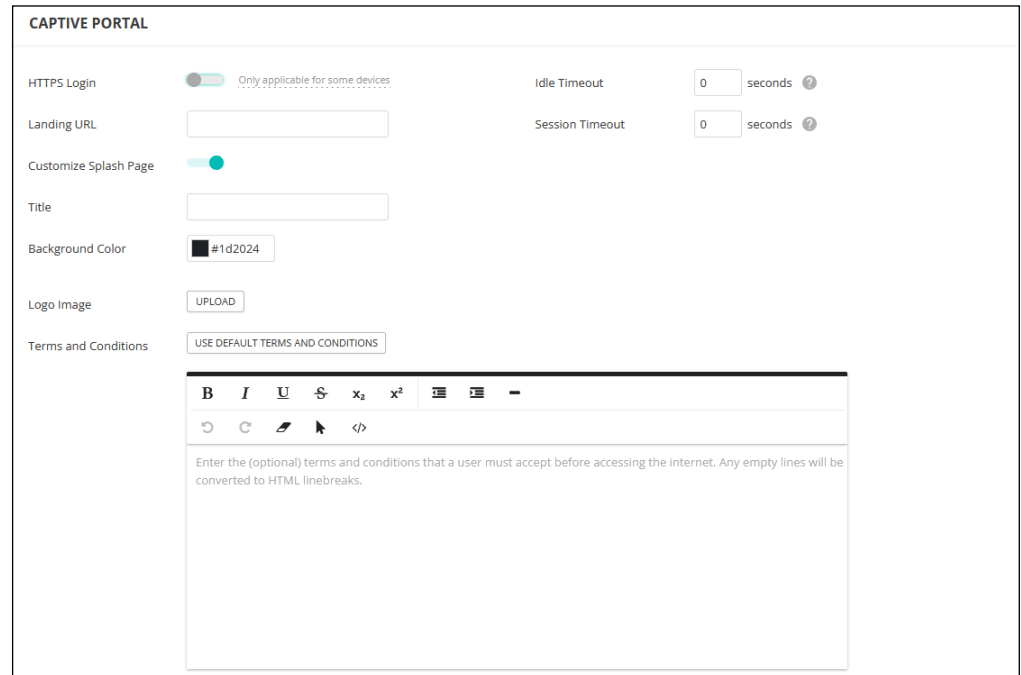 CAPTIVE PORTAL
HTTPS Login
Only applicable for some devices
Idle Timeout
0
seconds
?
Landing URL
Session Timeout
0
seconds
?
Customize Splash Page
Title
Background Color
#1d2024
Logo Image
UPLOAD
Terms and Conditions
USE DEFAULT TERMS AND CONDITIONS
B I U S x₂ x²
</>
Enter the (optional) terms and conditions that a user must accept before accessing the internet. Any empty lines will be
converted to HTML linebreaks.